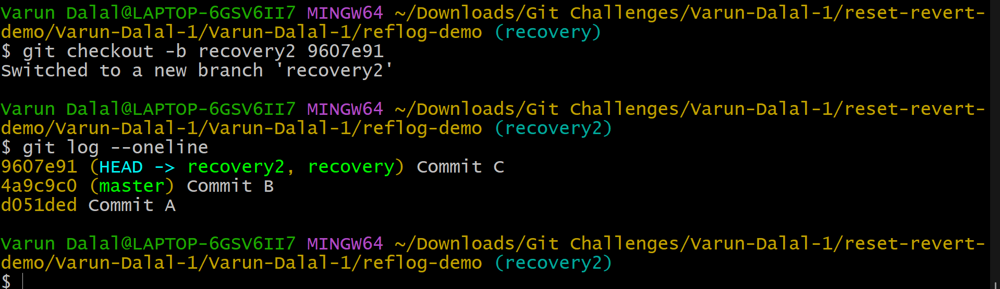 Varun Dalal@LAPTOP-6GSV6II7 MINGW64 ~/Downloads/Git Challenges/Varun-Dalal-1/reset-revert-
demo/Varun-Dalal-1/Varun-Dalal-1/reflog-demo (recovery)
$ git checkout -b recovery2 9607e91
Switched to a new branch 'recovery2'
Varun Dalal@LAPTOP-6GSV6II7 MINGW64 ~/Downloads/Git Challenges/Varun-Dalal-1/reset-revert-
demo/Varun-Dalal-1/Varun-Dalal-1/reflog-demo (recovery2)
$ git log --oneline
9607e91 (HEAD -> recovery2, recovery) Commit C
4a9c9c0 (master) Commit B
d051ded Commit A
Varun Dalal@LAPTOP-6GSV6II7 MINGW64 ~/Downloads/Git Challenges/Varun-Dalal-1/reset-revert-
demo/Varun-Dalal-1/Varun-Dalal-1/reflog-demo (recovery2)
$